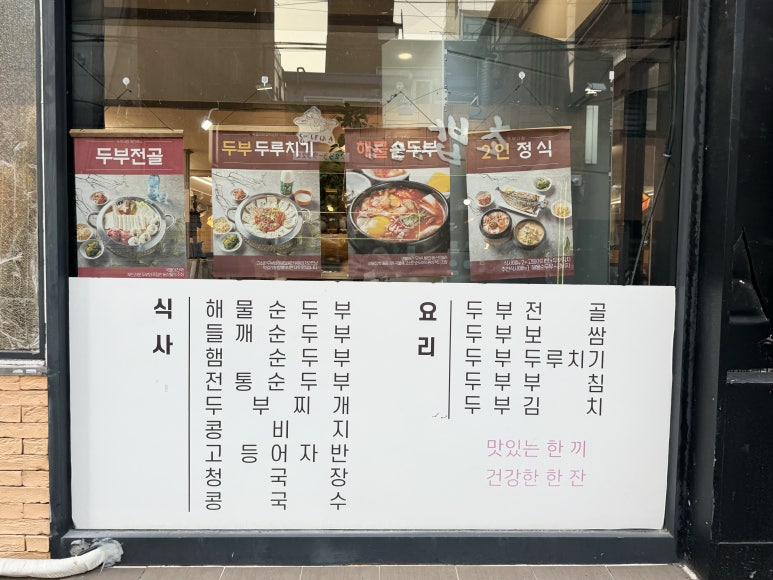 두부전골
두부 두루치기
해물 순두부
2인 정식
식사
해물순두부
들깨순두부
햄순두부
전통순두부
두부찌개
콩비지
고등어자반
청국장
콩국수
요리
두부전골
두부보쌈
두부두루치기
두부부침
두부김치
맛있는 한 끼
건강한 한 잔